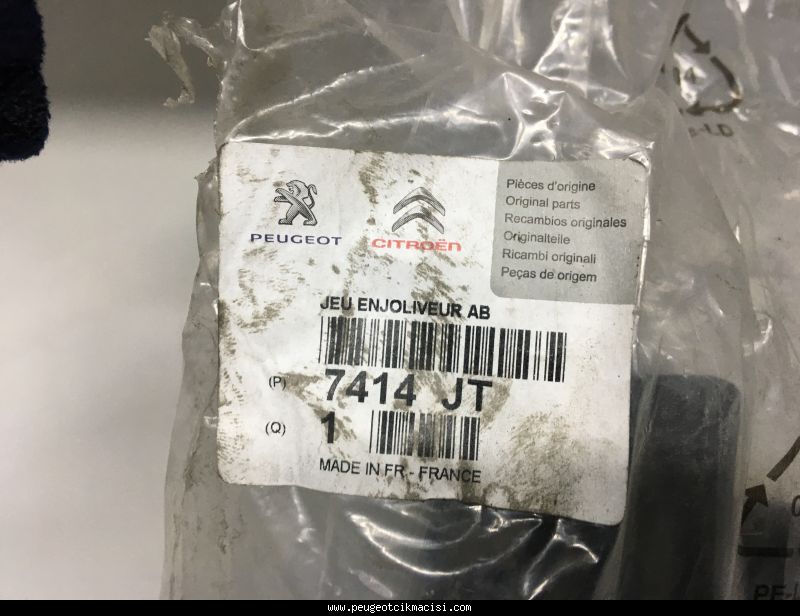 PEUGEOT
CITROËN
Pièces d'origine
Original parts
Recambios originales
Originalteile
Ricambi originali
Peças de origem
JEU ENJOLIVEUR AB
(P) 7414 JT
(Q) 1
MADE IN FR - FRANCE
www.peugeotcikmacisi.com